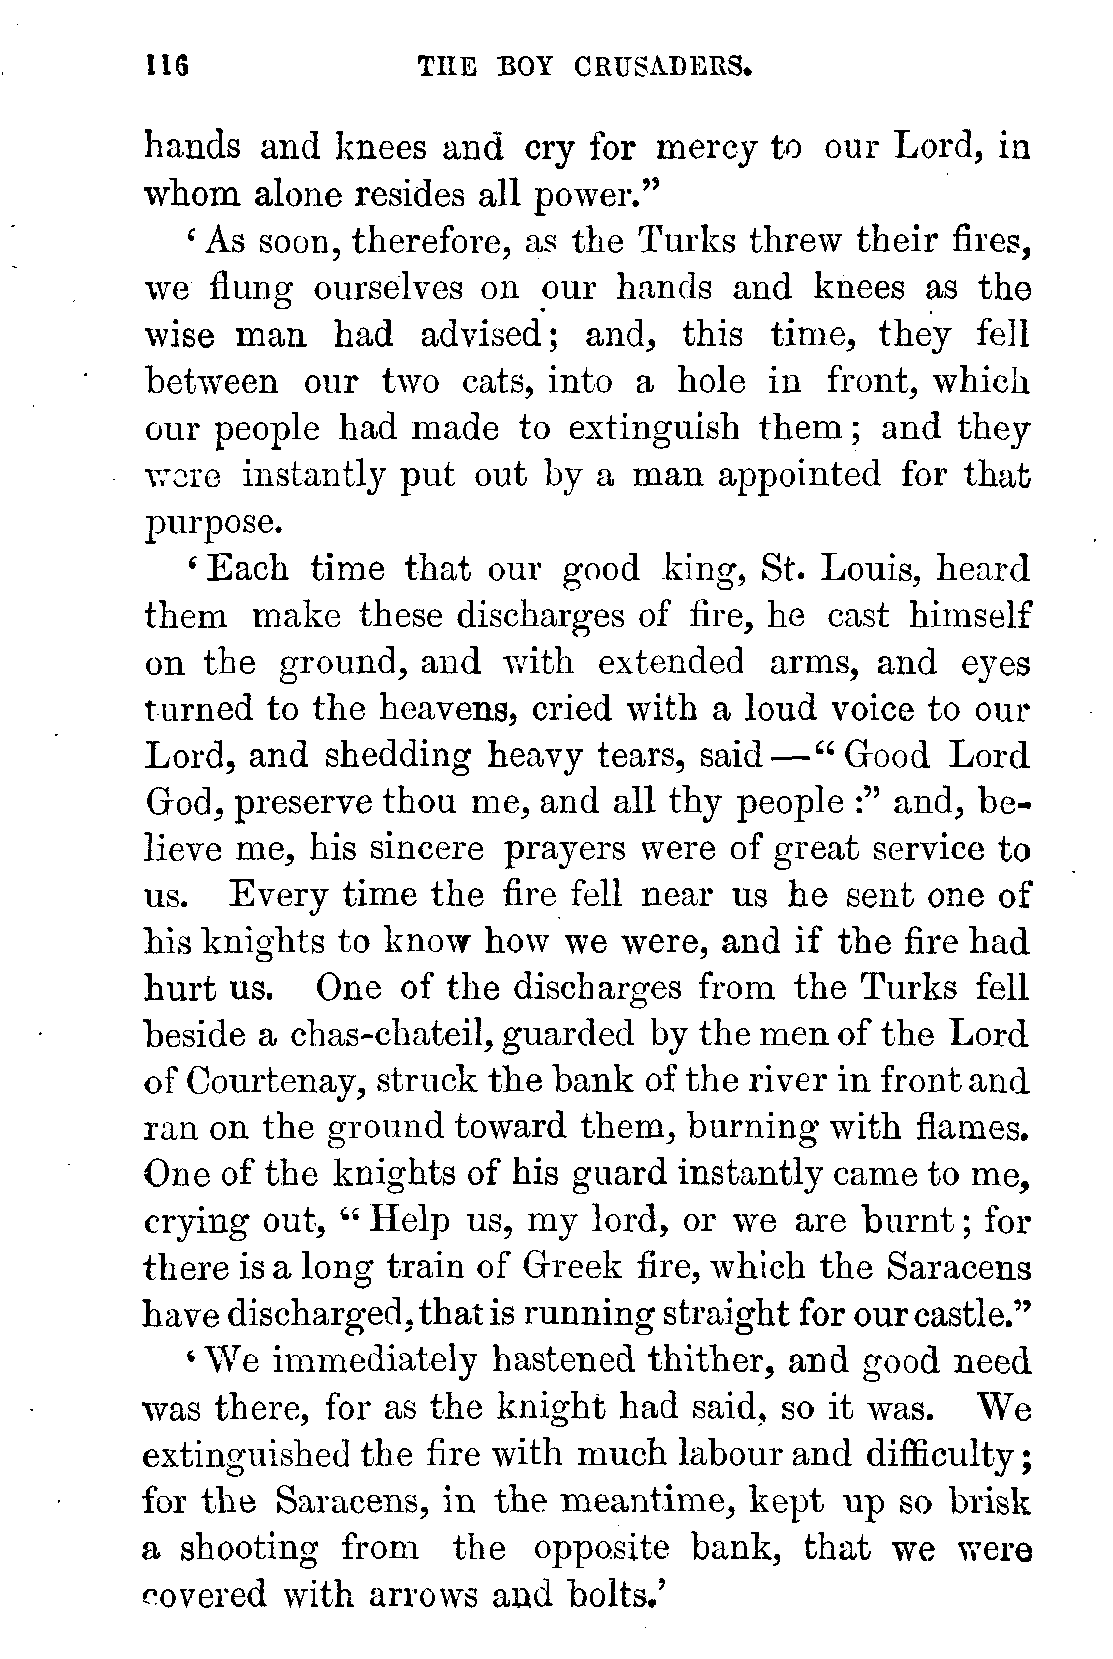 116 THE BOY CRUSADERS.
hands and knees and cry for mercy to our Lord, in
whom alone resides all power.”
‘ As soon, therefore, as the Turks threw their fires,
we flung ourselves on our hands and knees as the
wise man had advised; and, this time, they fell
between our two cats, into a hole in front, which
our people had made to extinguish them; and they
were instantly put out by a man appointed for that
purpose.
‘ Each time that our good king, St. Louis, heard
them make these discharges of fire, he cast himself
on the ground, and with extended arms, and eyes
turned to the heavens, cried with a loud voice to our
Lord, and shedding heavy tears, said—“ Good Lord
God, preserve thou me, and all thy people :” and, be-
lieve me, his sincere prayers were of great service to
us. Every time the fire fell near us he sent one of
his knights to know how we were, and if the fire had
hurt us. One of the discharges from the Turks fell
beside a chas-chateil, guarded by the men of the Lord
of Courtenay, struck the bank of the river in front and
ran on the ground toward them, burning with flames.
One of the knights of his guard instantly came to me,
crying out, “ Help us, my lord, or we are burnt; for
there is a long train of Greek fire, which the Saracens
have discharged, that is running straight for our castle.”
‘ We immediately hastened thither, and good need
was there, for as the knight had said, so it was. We
extinguished the fire with much labour and difficulty;
for the Saracens, in the meantime, kept up so brisk
a shooting from the opposite bank, that we were
covered with arrows and bolts.’